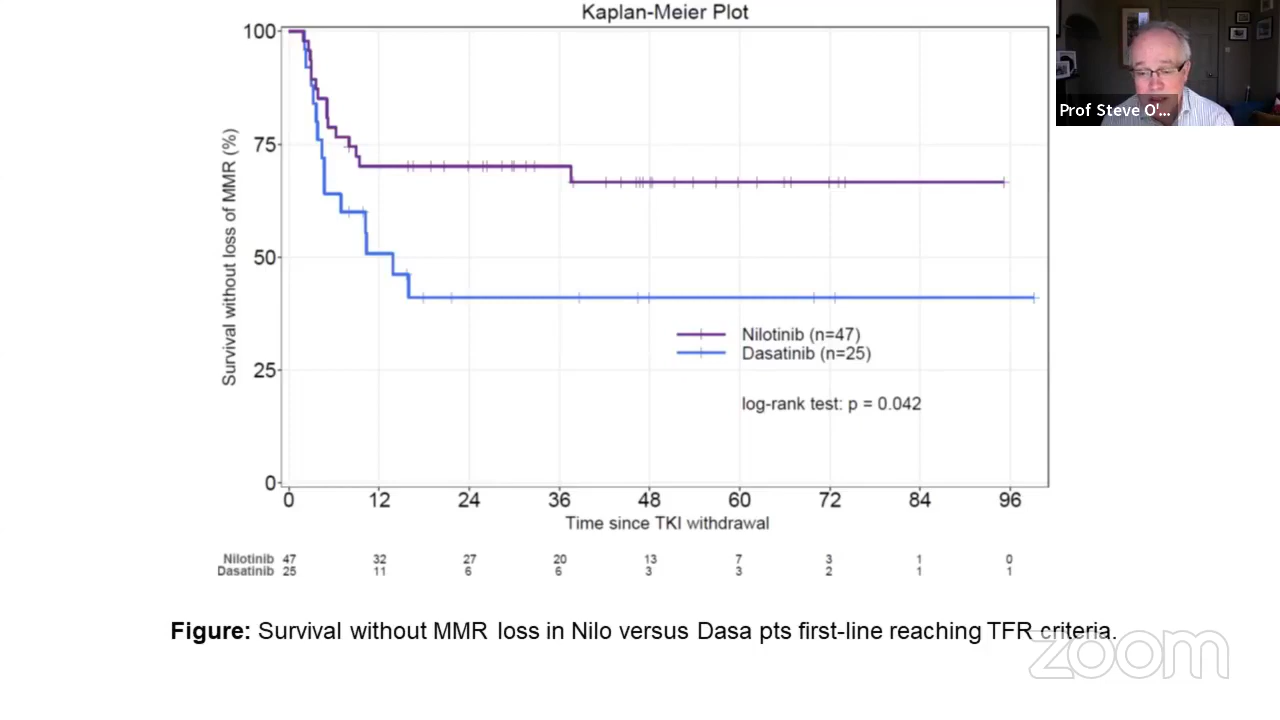 Kaplan-Meier Plot
Prof Steve O'...
Survival without loss of MMR (%)
100
75
50
25
0
Nilotinib (n=47)
Dasatinib (n=25)
log-rank test: p = 0.042
0 12 24 36 48 60 72 84 96
Time since TKI withdrawal
Nilotinib 47 32 27 20 13 7 3 1 0
Dasatinib 25 11 6 6 3 3 2 1 1
Figure: Survival without MMR loss in Nilo versus Dasa pts first-line reaching TFR criteria.
zoom